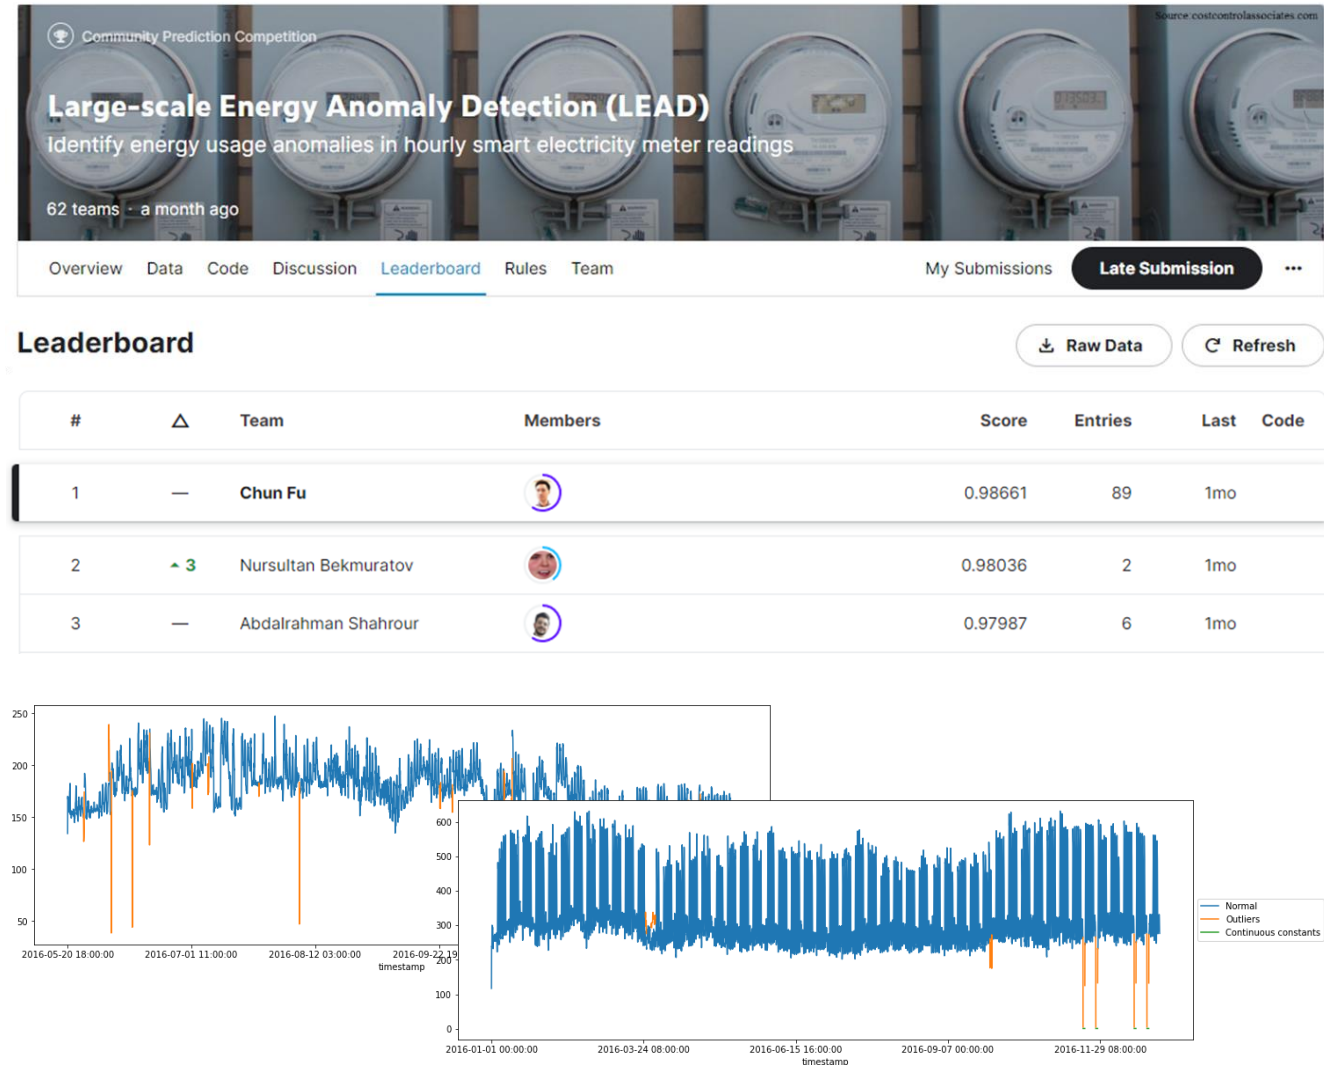 Source:costcontrolassociates.com
Community Prediction Competition
Large-scale Energy Anomaly Detection (LEAD)
Identify energy usage anomalies in hourly smart electricity meter readings
62 teams · a month ago
Overview Data Code Discussion Leaderboard Rules Team My Submissions Late Submission •••
Leaderboard Raw Data Refresh
# △ Team Members Score Entries Last Code
1 — Chun Fu 0.98661 89 1mo
2 3 Nursultan Bekmuratov 0.98036 2 1mo
3 — Abdalrahman Shahrour 0.97987 6 1mo
250
200
150
100
50
2016-05-20 18:00:00 2016-07-01 11:00:00 2016-08-12 03:00:00 2016-09-22 19
timestamp
600
500
400
300
200
100
0
2016-01-01 00:00:00 2016-03-24 08:00:00 2016-06-15 16:00:00 2016-09-07 00:00:00 2016-11-29 08:00:00
timestamp
Normal
Outliers
Continuous constants